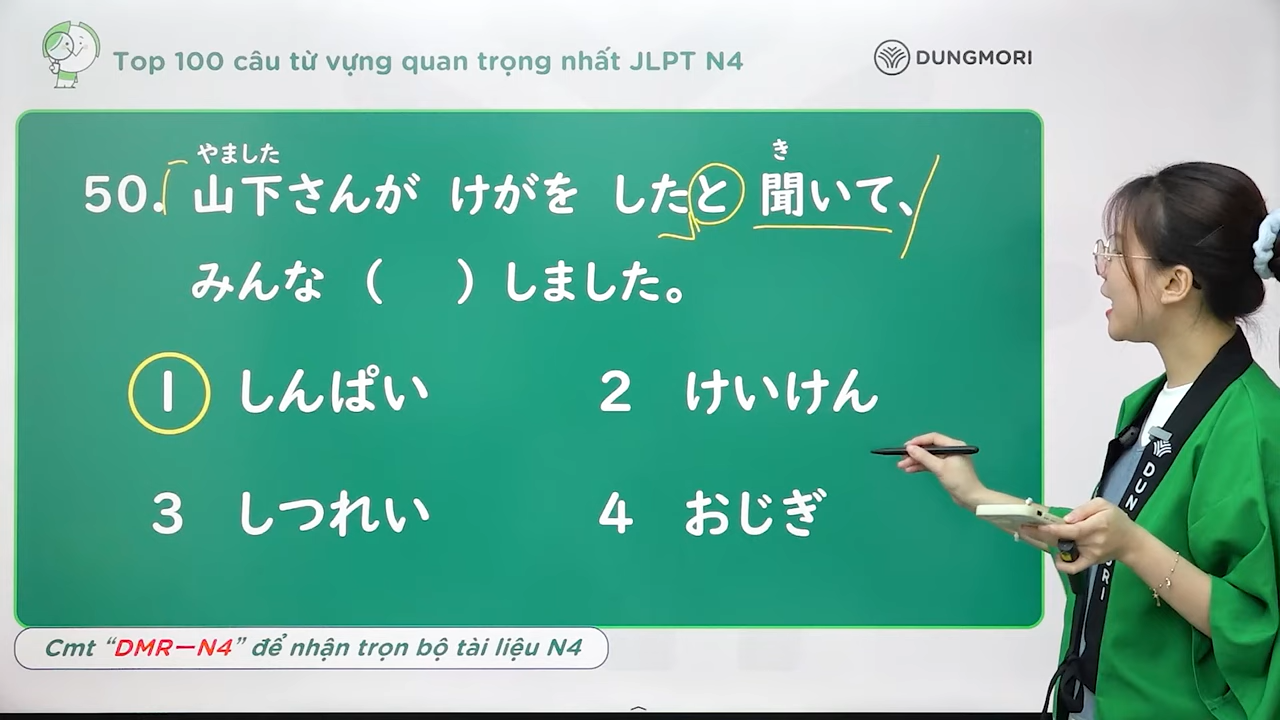 Top 100 câu từ vựng quan trọng nhất JLPT N4
DUNGMORI
やました き
50. 山下さんが けがを したと 聞いて、
みんな ( ) しました。
1 しんぱい 2 けいけん
3 しつれい 4 おじぎ
Cmt “DMR—N4” để nhận trọn bộ tài liệu N4